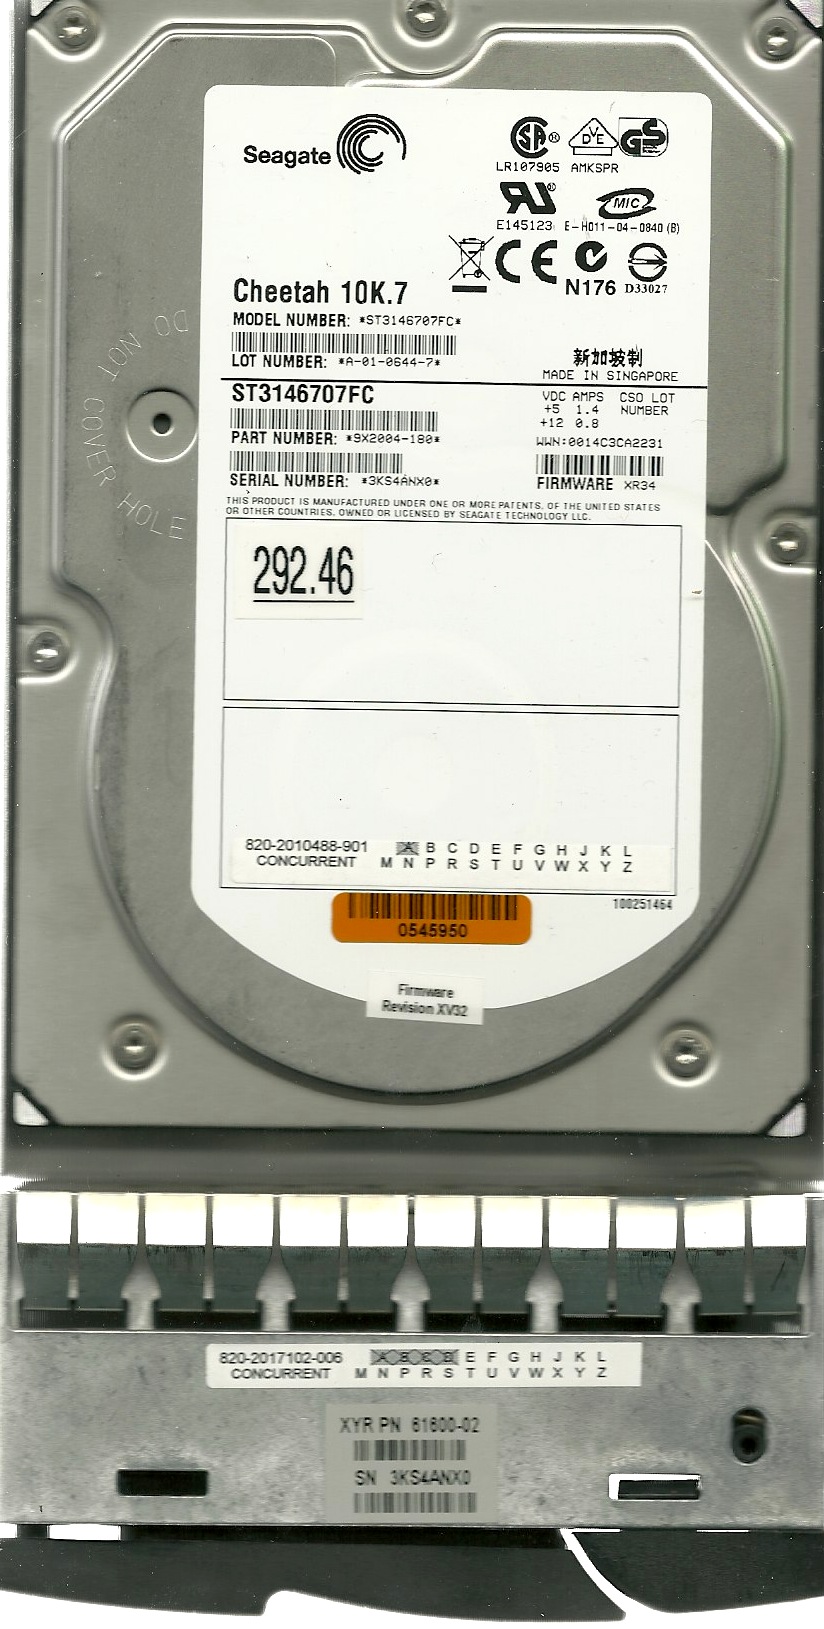 Seagate
LR107905 AMKSPR
MIC
E145123 E-H011-04-0840 (B)
N176 D33027
Cheetah 10K.7
MODEL NUMBER: *ST3146707FC*
LOT NUMBER: *A-01-0644-7*
新加坡制
MADE IN SINGAPORE
ST3146707FC
VDC AMPS CSO LOT
+5 1.4 NUMBER
+12 0.8
PART NUMBER: *9X2004-180*
WWN:0014C3CA2231
SERIAL NUMBER: *3KS4ANX0*
FIRMWARE XR34
THIS PRODUCT IS MANUFACTURED UNDER ONE OR MORE PATENTS, OF THE UNITED STATES
OR OTHER COUNTRIES, OWNED OR LICENSED BY SEAGATE TECHNOLOGY LLC.
DO NOT COVER HOLE
292.46
820-2010488-901 A B C D E F G H J K L
CONCURRENT M N P R S T U V W X Y Z
100251464
0545950
Firmware
Revision XV32
820-2017102-006 A B C D E F G H J K L
CONCURRENT M N P R S T U V W X Y Z
XYR PN 61600-02
SN 3KS4ANX0